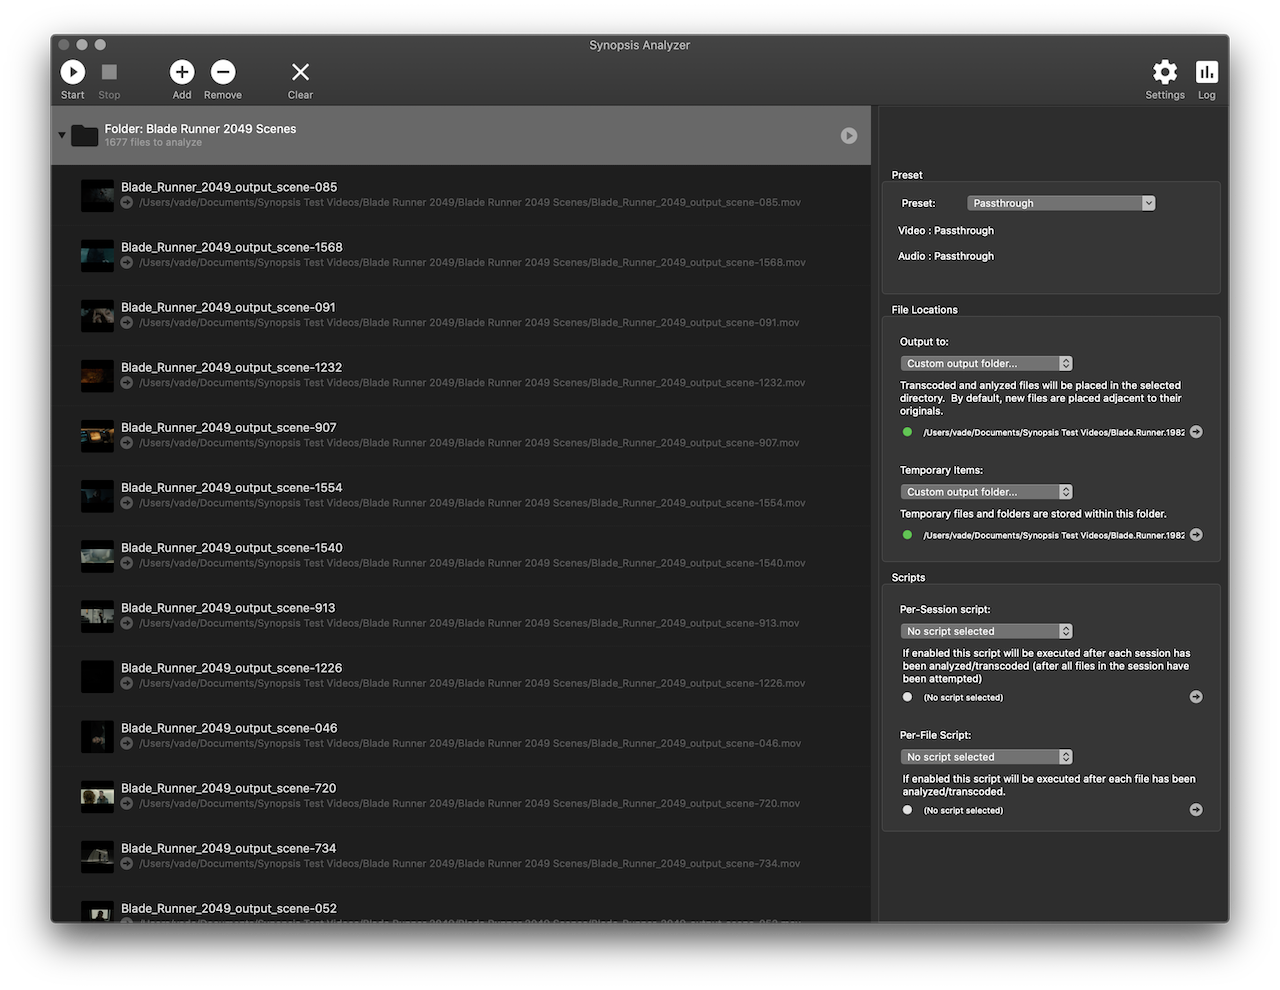 Synopsis Analyzer
Start
Stop
Add
Remove
Clear
Settings
Log
Folder: Blade Runner 2049 Scenes
1677 files to analyze
Blade_Runner_2049_output_scene-085
/Users/vade/Documents/Synopsis Test Videos/Blade Runner 2049/Blade Runner 2049 Scenes/Blade_Runner_2049_output_scene-085.mov
Blade_Runner_2049_output_scene-1568
/Users/vade/Documents/Synopsis Test Videos/Blade Runner 2049/Blade Runner 2049 Scenes/Blade_Runner_2049_output_scene-1568.mov
Blade_Runner_2049_output_scene-091
/Users/vade/Documents/Synopsis Test Videos/Blade Runner 2049/Blade Runner 2049 Scenes/Blade_Runner_2049_output_scene-091.mov
Blade_Runner_2049_output_scene-1232
/Users/vade/Documents/Synopsis Test Videos/Blade Runner 2049/Blade Runner 2049 Scenes/Blade_Runner_2049_output_scene-1232.mov
Blade_Runner_2049_output_scene-907
/Users/vade/Documents/Synopsis Test Videos/Blade Runner 2049/Blade Runner 2049 Scenes/Blade_Runner_2049_output_scene-907.mov
Blade_Runner_2049_output_scene-1554
/Users/vade/Documents/Synopsis Test Videos/Blade Runner 2049/Blade Runner 2049 Scenes/Blade_Runner_2049_output_scene-1554.mov
Blade_Runner_2049_output_scene-1540
/Users/vade/Documents/Synopsis Test Videos/Blade Runner 2049/Blade Runner 2049 Scenes/Blade_Runner_2049_output_scene-1540.mov
Blade_Runner_2049_output_scene-913
/Users/vade/Documents/Synopsis Test Videos/Blade Runner 2049/Blade Runner 2049 Scenes/Blade_Runner_2049_output_scene-913.mov
Blade_Runner_2049_output_scene-1226
/Users/vade/Documents/Synopsis Test Videos/Blade Runner 2049/Blade Runner 2049 Scenes/Blade_Runner_2049_output_scene-1226.mov
Blade_Runner_2049_output_scene-046
/Users/vade/Documents/Synopsis Test Videos/Blade Runner 2049/Blade Runner 2049 Scenes/Blade_Runner_2049_output_scene-046.mov
Blade_Runner_2049_output_scene-720
/Users/vade/Documents/Synopsis Test Videos/Blade Runner 2049/Blade Runner 2049 Scenes/Blade_Runner_2049_output_scene-720.mov
Blade_Runner_2049_output_scene-734
/Users/vade/Documents/Synopsis Test Videos/Blade Runner 2049/Blade Runner 2049 Scenes/Blade_Runner_2049_output_scene-734.mov
Blade_Runner_2049_output_scene-052
Preset
Preset:
Passthrough
Video : Passthrough
Audio : Passthrough
File Locations
Output to:
Custom output folder...
Transcoded and anlyzed files will be placed in the selected
directory. By default, new files are placed adjacent to their
originals.
/Users/vade/Documents/Synopsis Test Videos/Blade.Runner.1982
Temporary Items:
Custom output folder...
Temporary files and folders are stored within this folder.
/Users/vade/Documents/Synopsis Test Videos/Blade.Runner.1982
Scripts
Per-Session script:
No script selected
If enabled this script will be executed after each session has
been analyzed/transcoded (after all files in the session have
been attempted)
(No script selected)
Per-File Script:
No script selected
If enabled this script will be executed after each file has been
analyzed/transcoded.
(No script selected)